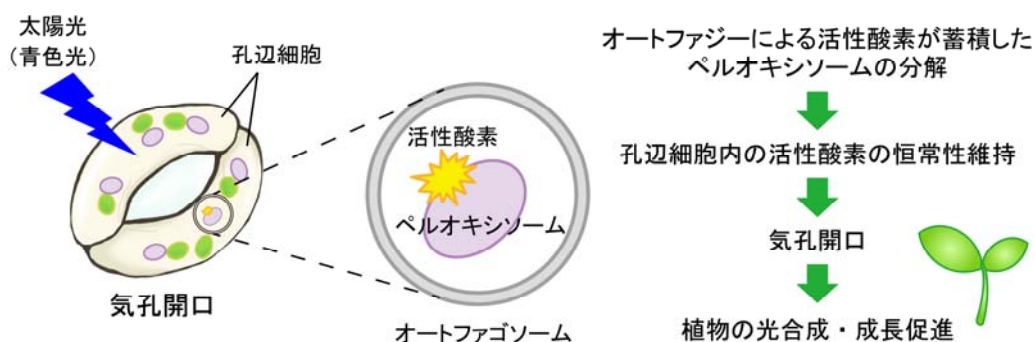 太陽光
（青色光）
孔辺細胞
気孔開口
活性酸素
ペルオキシソーム
オートファゴソーム
オートファジーによる活性酸素が蓄積した
ペルオキシソームの分解
孔辺細胞内の活性酸素の恒常性維持
気孔開口
植物の光合成・成長促進